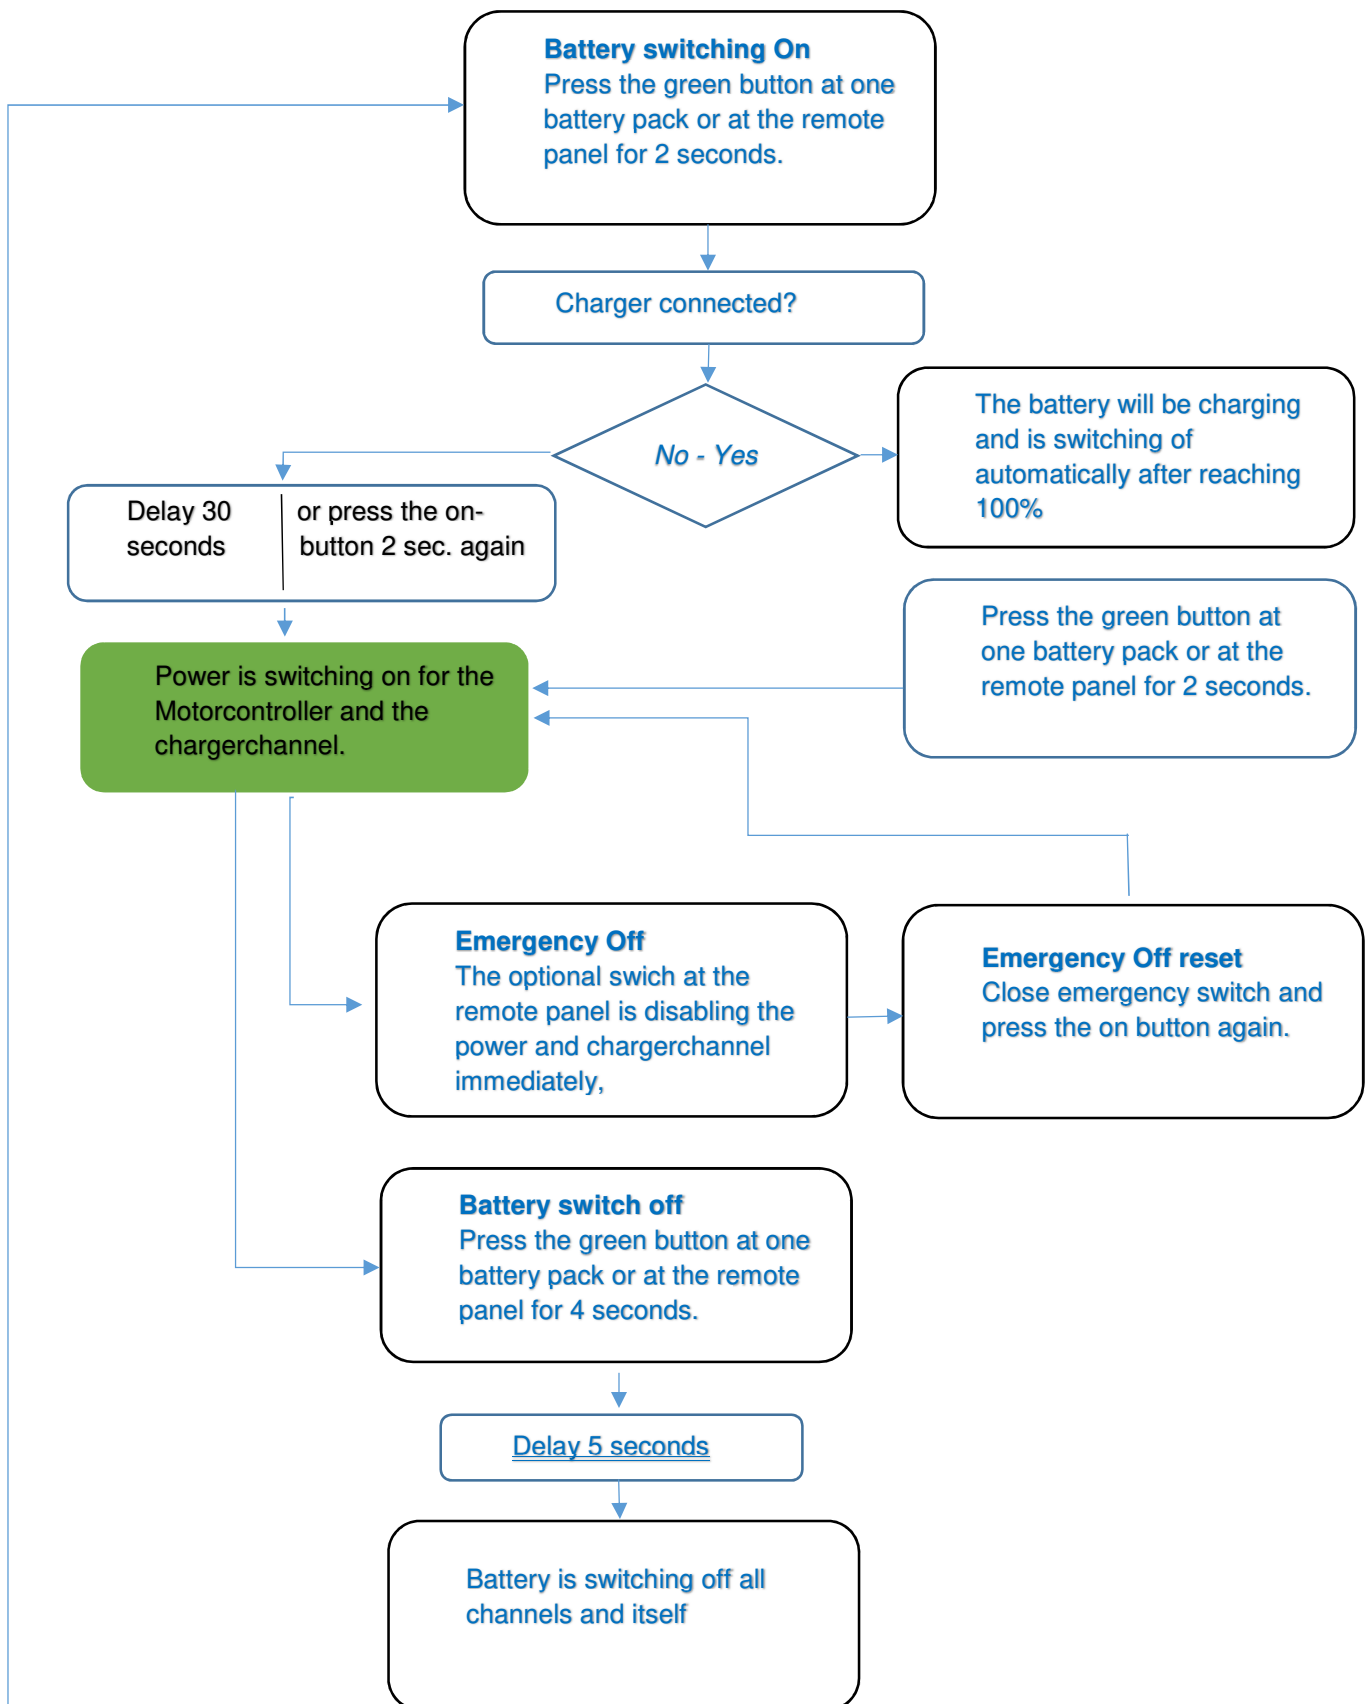 Battery switching On
Press the green button at one
battery pack or at the remote
panel for 2 seconds.
Charger connected?
No - Yes
The battery will be charging
and is switching of
automatically after reaching
100%
Delay 30
seconds
or press the on-
button 2 sec. again
Press the green button at
one battery pack or at the
remote panel for 2 seconds.
Power is switching on for the
Motorcontroller and the
chargerchannel.
Emergency Off
The optional swich at the
remote panel is disabling the
power and chargerchannel
immediately,
Emergency Off reset
Close emergency switch and
press the on button again.
Battery switch off
Press the green button at one
battery pack or at the remote
panel for 4 seconds.
Delay 5 seconds
Battery is switching off all
channels and itself